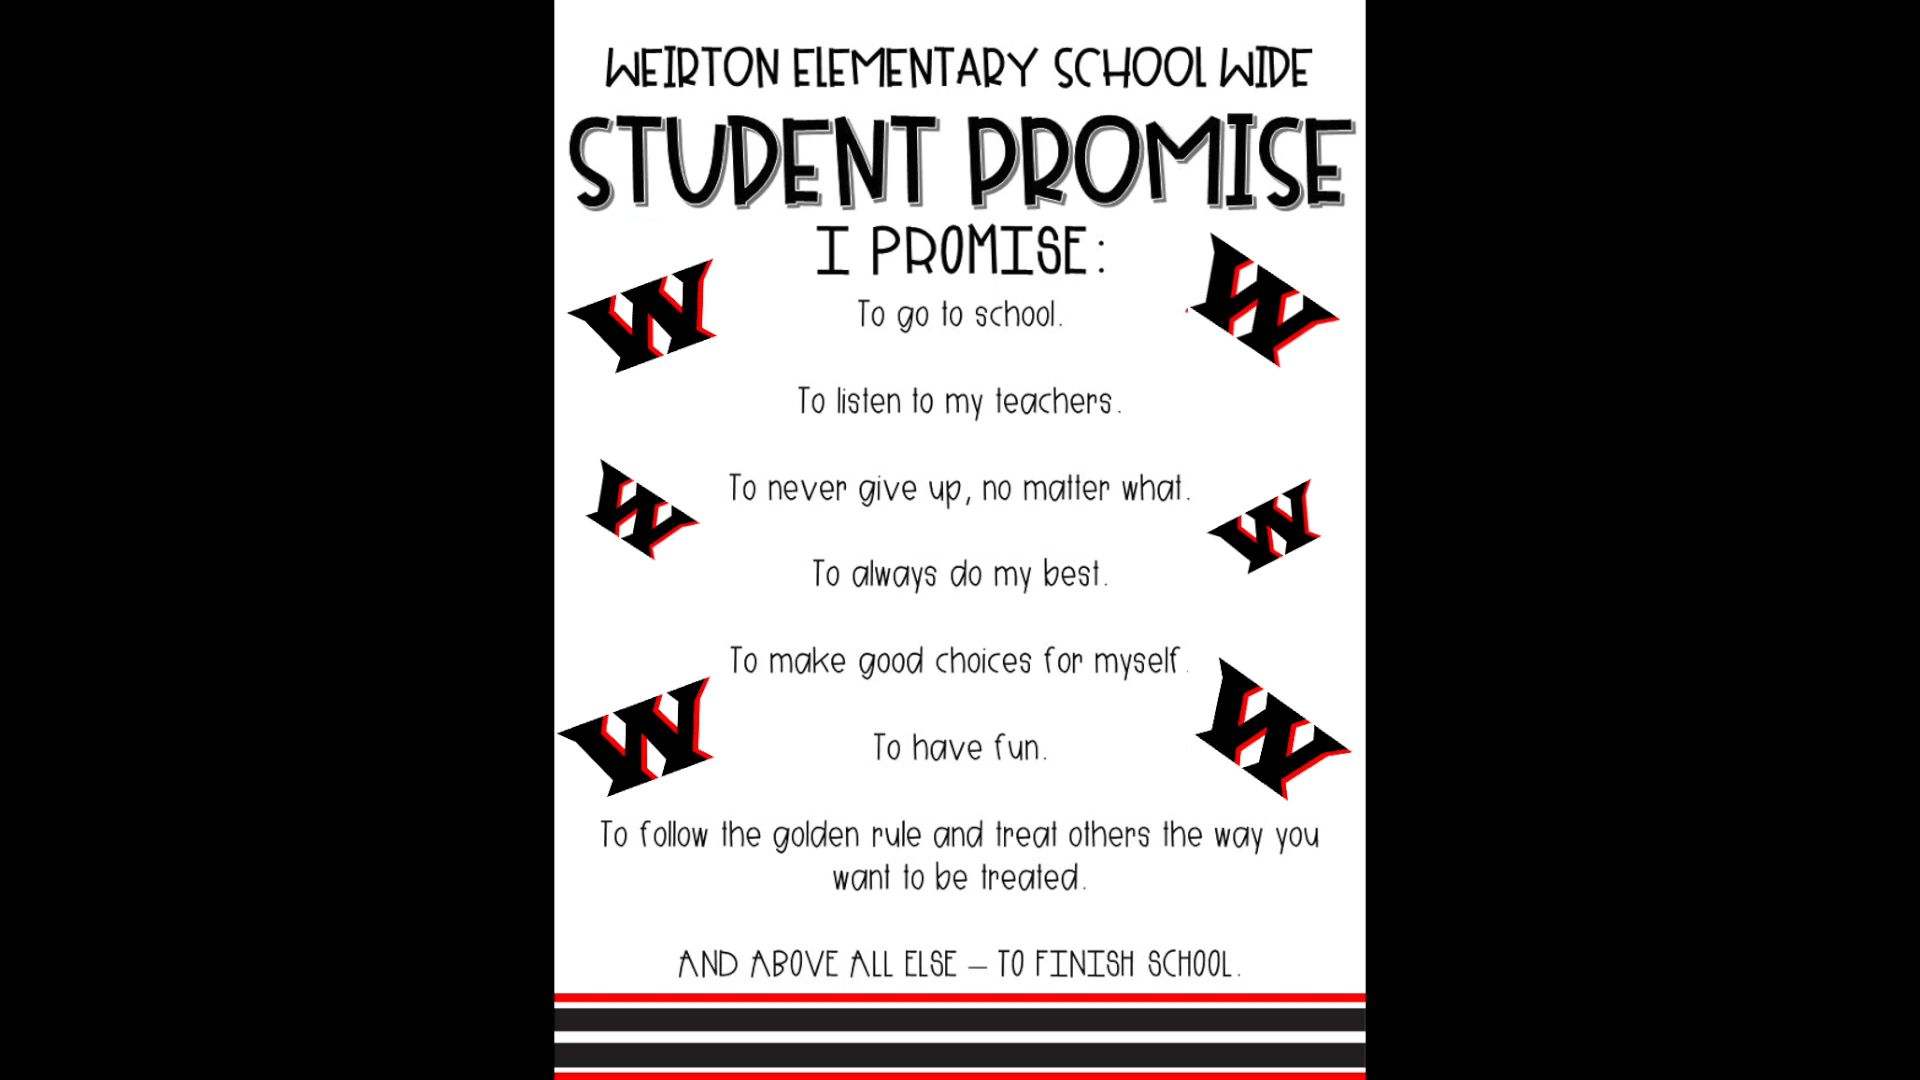 WEIRTON ELEMENTARY SCHOOL WIDE
STUDENT PROMISE
I PROMISE:
W W
To go to school.
To listen to my teachers.
W W
To never give up, no matter what.
To always do my best.
To make good choices for myself.
W W
To have fun.
To follow the golden rule and treat others the way you
want to be treated.
AND ABOVE ALL ELSE – TO FINISH SCHOOL.